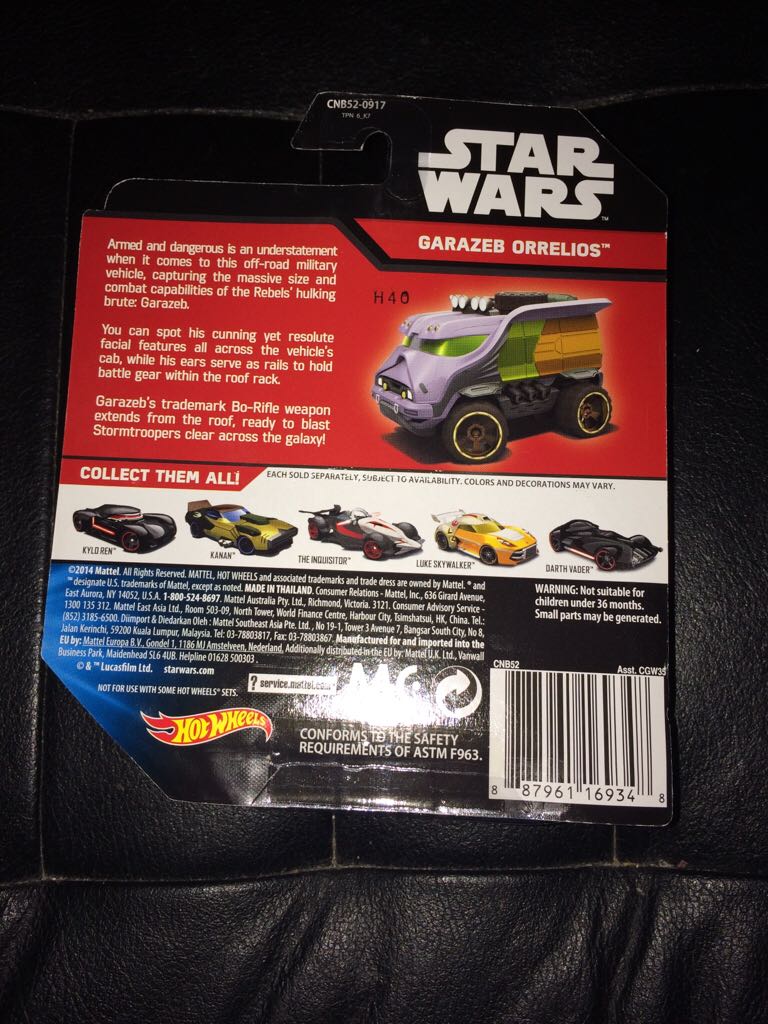 CNB52-0917
TPN 6_K7
STAR
WARS™
GARAZEB ORRELIOS™
Armed and dangerous is an understatement
when it comes to this off-road military
vehicle, capturing the massive size and
combat capabilities of the Rebels' hulking
brute: Garazeb.
You can spot his cunning yet resolute
facial features all across the vehicle's
cab, while his ears serve as rails to hold
battle gear within the roof rack.
Garazeb's trademark Bo-Rifle weapon
extends from the roof, ready to blast
Stormtroopers clear across the galaxy!
H40
COLLECT THEM ALL!
EACH SOLD SEPARATELY, SUBJECT TO AVAILABILITY. COLORS AND DECORATIONS MAY VARY.
KYLO REN™
KANAN™
THE INQUISITOR™
LUKE SKYWALKER™
DARTH VADER™
©2014 Mattel. All Rights Reserved. MATTEL, HOT WHEELS and associated trademarks and trade dress are owned by Mattel. ® and
™ designate U.S. trademarks of Mattel, except as noted. MADE IN THAILAND. Consumer Relations - Mattel, Inc., 636 Girard Avenue,
East Aurora, NY 14052, U.S.A. 1-800-524-8697. Mattel Australia Pty. Ltd., Richmond, Victoria. 3121. Consumer Advisory Service -
1300 135 312. Mattel East Asia Ltd., Room 503-09, North Tower, World Finance Centre, Harbour City, Tsimshatsui, HK, China. Tel.:
(852) 3185-6500. Diimport & Diedarkan Oleh : Mattel Southeast Asia Pte. Ltd., No 19-1, Tower 3 Avenue 7, Bangsar South City, No 8,
Jalan Kerinchi, 59200 Kuala Lumpur, Malaysia. Tel: 03-78803817, Fax: 03-78803867. Manufactured for and imported into the
EU by: Mattel Europa B.V., Gondel 1, 1186 MJ Amstelveen, Nederland. Additionally distributed in the EU by: Mattel U.K. Ltd., Vanwall
Business Park, Maidenhead SL6 4UB. Helpline 01628 500303.
© & ™ Lucasfilm Ltd. starwars.com
WARNING: Not suitable for
children under 36 months.
Small parts may be generated.
NOT FOR USE WITH SOME HOT WHEELS® SETS.
? service.mattel.com
HOT WHEELS
CONFORMS TO THE SAFETY
REQUIREMENTS OF ASTM F963.
CNB52
Asst. CGW35
8 87961 16934 8